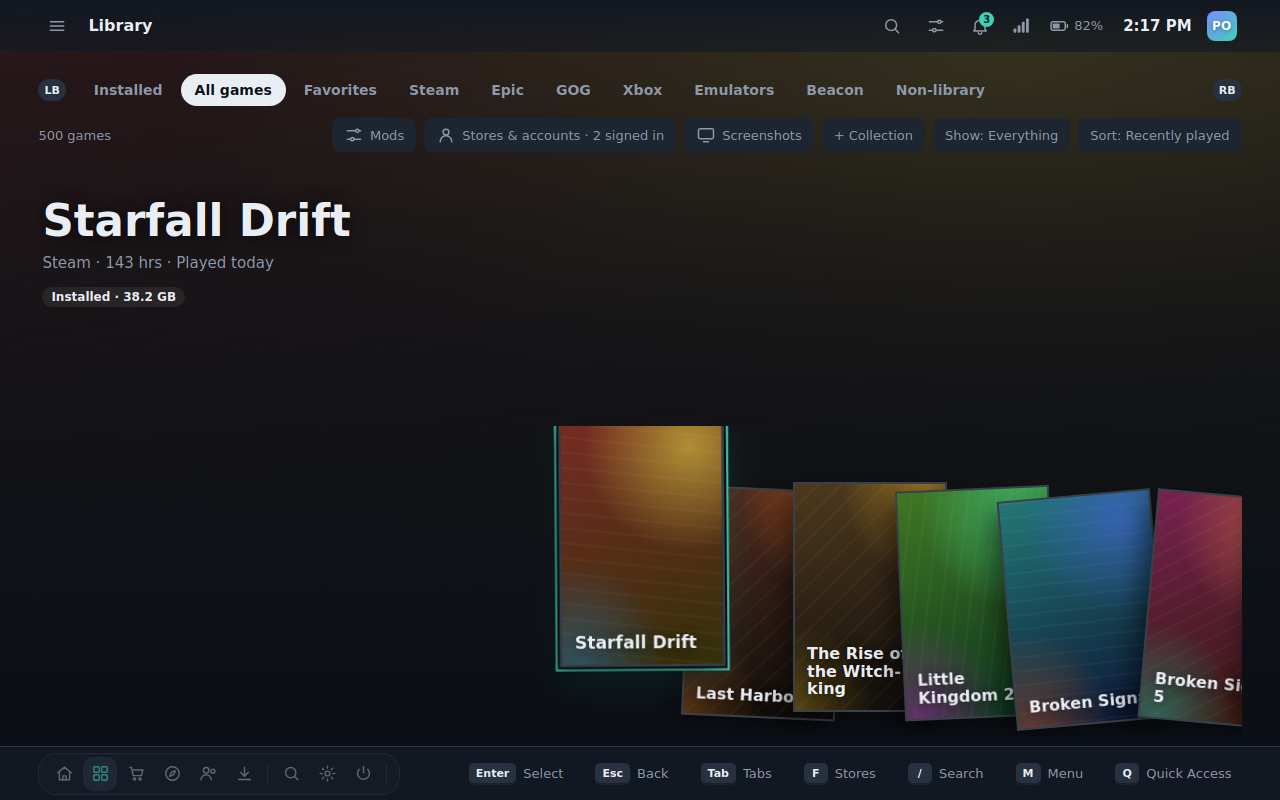 Library
3
82%
2:17 PM
PO
LB
Installed
All games
Favorites
Steam
Epic
GOG
Xbox
Emulators
Beacon
Non-library
RB
500 games
Mods
Stores & accounts · 2 signed in
Screenshots
+ Collection
Show: Everything
Sort: Recently played
Starfall Drift
Steam · 143 hrs · Played today
Installed · 38.2 GB
Starfall Drift
Last Harbo
The Rise of
the Witch-
king
Little
Kingdom 2
Broken Sign
Broken Si
5
Enter Select
Esc Back
Tab Tabs
F Stores
/ Search
M Menu
Q Quick Access